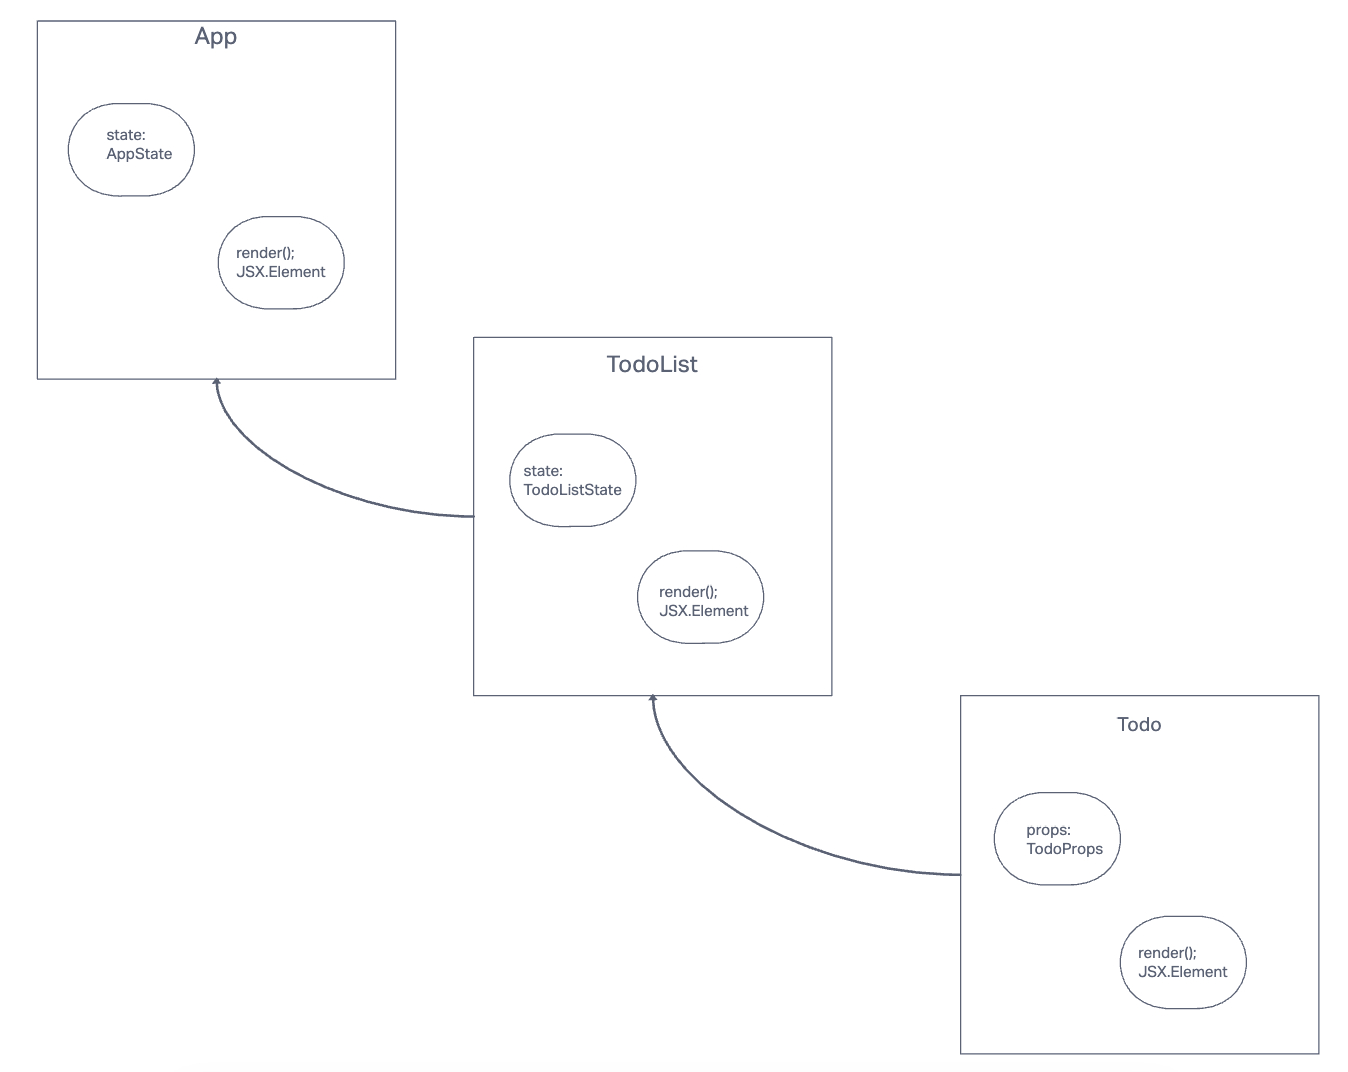 App
state:
AppState
render();
JSX.Element
TodoList
state:
TodoListState
render();
JSX.Element
Todo
props:
TodoProps
render();
JSX.Element